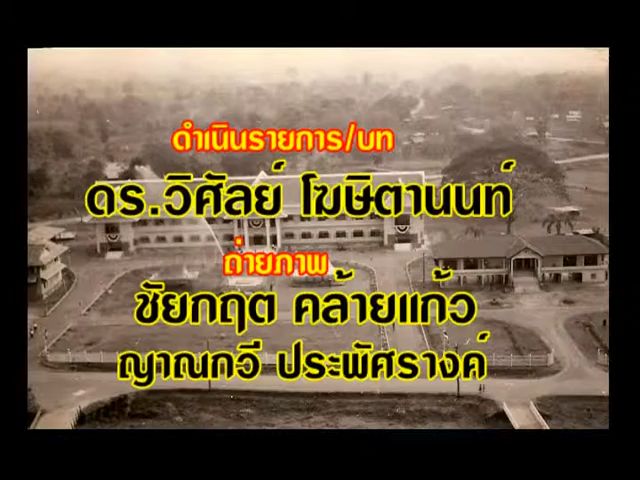 ดำเนินรายการ/บท
ดร.วิศัลย์ โฆษิตานนท์
ถ่ายภาพ
ชัยกฤต คล้ายแก้ว
ญาณกวี ประพัศรางค์